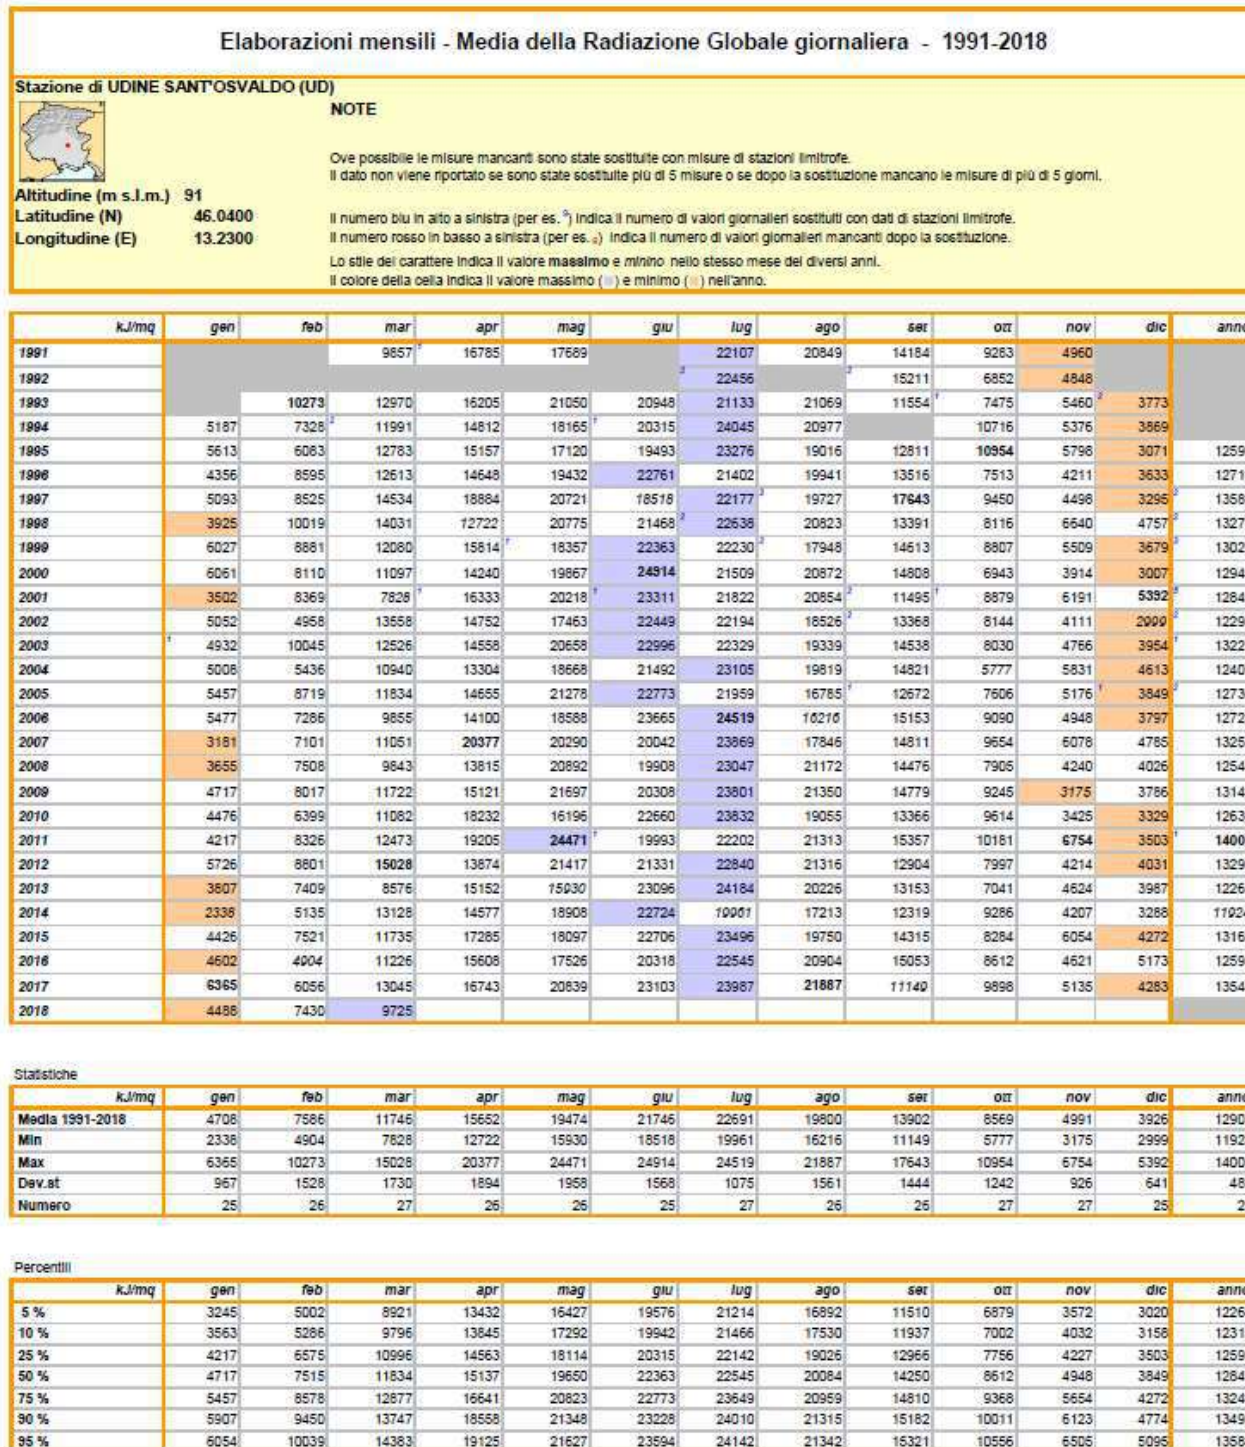 Elaborazioni mensili - Media della Radiazione Globale giornaliera - 1991-2018
Stazione di UDINE SANT'OSVALDO (UD)
NOTE
Ove possibile le misure mancanti sono state sostituite con misure di stazioni limitrofe.
Il dato non viene riportato se sono state sostituite più di 5 misure o se dopo la sostituzione mancano le misure di più di 5 giorni.
Altitudine (m s.l.m.) 91
Latitudine (N) 46.0400
Il numero blu in alto a sinistra (per es. ) indica il numero di valori giornalieri sostituiti con dati di stazioni limitrofe.
Longitudine (E) 13.2300
Il numero rosso in basso a sinistra (per es. ) indica il numero di valori giornalieri mancanti dopo la sostituzione.
Lo stile del carattere indica il valore massimo e minino nello stesso mese dei diversi anni.
Il colore della cella indica il valore massimo ( ) e minimo ( ) nell'anno.
kJ/mq gen feb mar apr mag giu lug ago set ott nov dic anno
1991 9857 16785 17689 22107 20849 14184 9283 4960
1992 22456 15211 6852 4848
1993 10273 12970 16205 21050 20948 21133 21069 11554 7475 5460 3773
1994 5187 7328 11991 14812 18165 20315 24045 20977 10716 5376 3869
1995 5613 6083 12783 15157 17120 19493 23276 19016 12811 10954 5798 3071 1259
1996 4356 8595 12613 14648 19432 22761 21402 19941 13516 7513 4211 3633 1271
1997 5093 8525 14534 18884 20721 18518 22177 19727 17643 9450 4498 3295 1358
1998 3925 10019 14031 12722 20775 21468 22638 20823 13391 8116 6640 4757 1327
1999 6027 8881 12080 15814 18357 22363 22230 17948 14613 8807 5509 3679 1302
2000 6061 8110 11097 14240 19867 24914 21509 20872 14808 6943 3914 3007 1294
2001 3502 8369 7828 16333 20218 23311 21822 20854 11495 8879 6191 5392 1284
2002 5052 4958 13558 14752 17463 22449 22194 18526 13368 8144 4111 2999 1229
2003 4932 10045 12526 14558 20658 22996 22329 19339 14538 8030 4766 3954 1322
2004 5008 5436 10940 13304 18668 21492 23105 19819 14821 5777 5831 4613 1240
2005 5457 8719 11834 14655 21278 22773 21959 16785 12672 7606 5176 3849 1273
2006 5477 7286 9855 14100 18588 23665 24519 16216 15153 9090 4948 3797 1272
2007 3181 7101 11051 20377 20290 20042 23869 17846 14811 9654 6078 4785 1325
2008 3655 7508 9843 13815 20892 19908 23047 21172 14476 7905 4240 4026 1254
2009 4717 8017 11722 15121 21697 20308 23801 21350 14779 9245 3175 3786 1314
2010 4476 6399 11082 18232 16196 22660 23832 19055 13366 9614 3425 3329 1263
2011 4217 8326 12473 19205 24471 19993 22202 21313 15357 10181 6754 3503 1400
2012 5726 8801 15028 13874 21417 21331 22840 21316 12904 7997 4214 4031 1329
2013 3807 7409 8576 15152 15930 23096 24184 20226 13153 7041 4624 3987 1226
2014 2338 5135 13128 14577 18908 22724 19961 17213 12319 9286 4207 3288 11924
2015 4426 7521 11735 17285 18097 22706 23496 19750 14315 8284 6054 4272 1316
2016 4602 4904 11226 15608 17526 20318 22545 20904 15053 8612 4621 5173 1259
2017 6365 6056 13045 16743 20839 23103 23987 21887 11149 9898 5135 4283 1354
2018 4488 7430 9725
Statistiche
kJ/mq gen feb mar apr mag giu lug ago set ott nov dic anno
Media 1991-2018 4708 7586 11746 15652 19474 21746 22691 19800 13902 8569 4991 3926 1290
Min 2338 4904 7828 12722 15930 18518 19961 16216 11149 5777 3175 2999 1192
Max 6365 10273 15028 20377 24471 24914 24519 21887 17643 10954 6754 5392 1400
Dev.st 967 1528 1730 1894 1958 1568 1075 1561 1444 1242 926 641 48
Numero 25 26 27 26 26 25 27 26 26 27 27 25 2
Percentili
kJ/mq gen feb mar apr mag giu lug ago set ott nov dic anno
5 % 3245 5002 8921 13432 16427 19576 21214 16892 11510 6879 3572 3020 1226
10 % 3563 5286 9796 13845 17292 19942 21466 17530 11937 7002 4032 3158 1231
25 % 4217 6575 10996 14563 18114 20315 22142 19026 12966 7756 4227 3503 1259
50 % 4717 7515 11834 15137 19650 22363 22545 20084 14250 8612 4948 3849 1284
75 % 5457 8578 12877 16641 20823 22773 23649 20959 14810 9368 5654 4272 1324
90 % 5907 9450 13747 18558 21348 23228 24010 21315 15182 10011 6123 4774 1349
95 % 6054 10039 14383 19125 21627 23594 24142 21342 15321 10556 6505 5095 1358